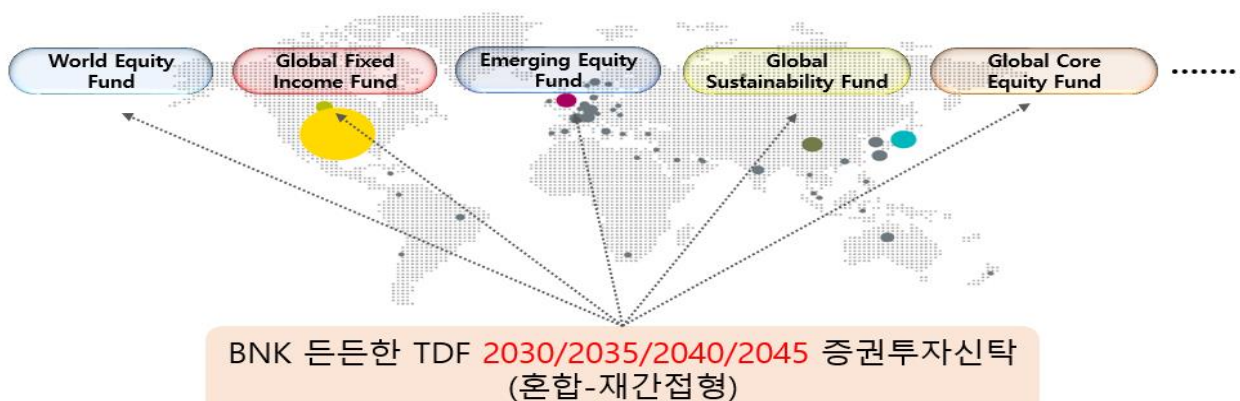 World Equity
Fund
Global Fixed
Income Fund
Emerging Equity
Fund
Global
Sustainability Fund
Global Core
Equity Fund
.......
BNK 든든한 TDF 2030/2035/2040/2045 증권투자신탁
(혼합-재간접형)